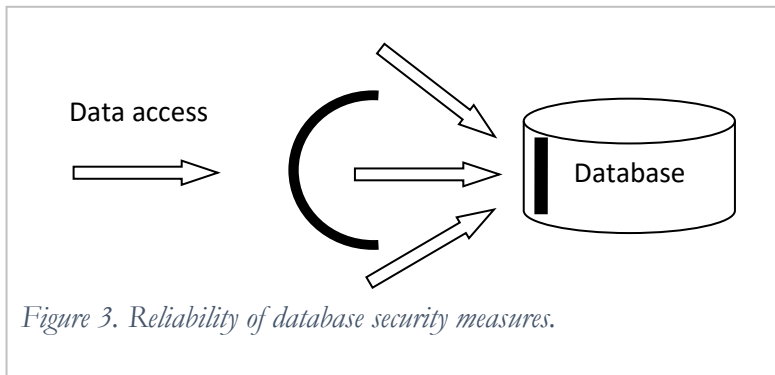 Data access
Database
Figure 3. Reliability of database security measures.